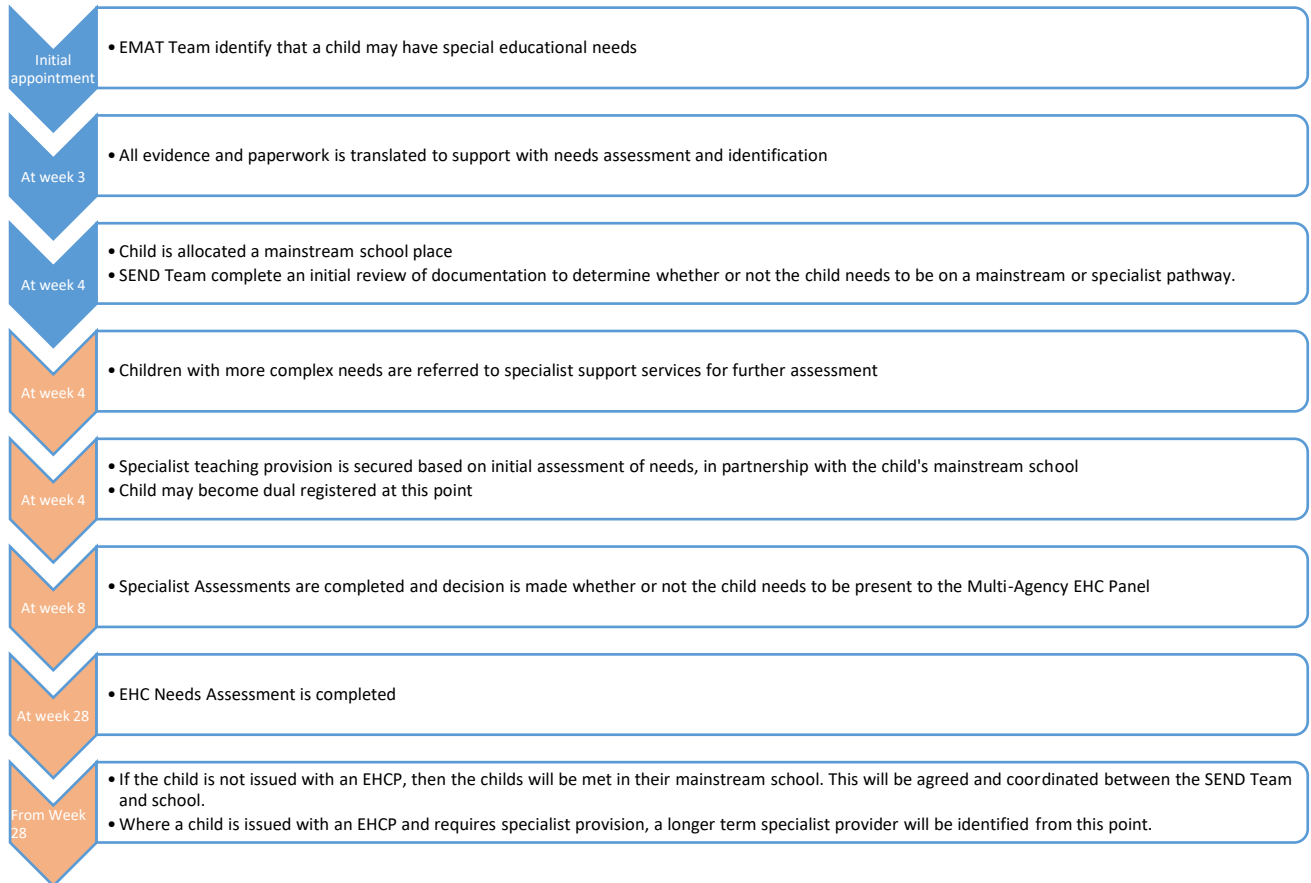 Initial
appointment
• EMAT Team identify that a child may have special educational needs
At week 3
• All evidence and paperwork is translated to support with needs assessment and identification
At week 4
• Child is allocated a mainstream school place
• SEND Team complete an initial review of documentation to determine whether or not the child needs to be on a mainstream or specialist pathway.
At week 4
• Children with more complex needs are referred to specialist support services for further assessment
At week 4
• Specialist teaching provision is secured based on initial assessment of needs, in partnership with the child's mainstream school
• Child may become dual registered at this point
At week 8
• Specialist Assessments are completed and decision is made whether or not the child needs to be present to the Multi-Agency EHC Panel
At week 28
• EHC Needs Assessment is completed
From Week
28
• If the child is not issued with an EHCP, then the childs will be met in their mainstream school. This will be agreed and coordinated between the SEND Team
and school.
• Where a child is issued with an EHCP and requires specialist provision, a longer term specialist provider will be identified from this point.